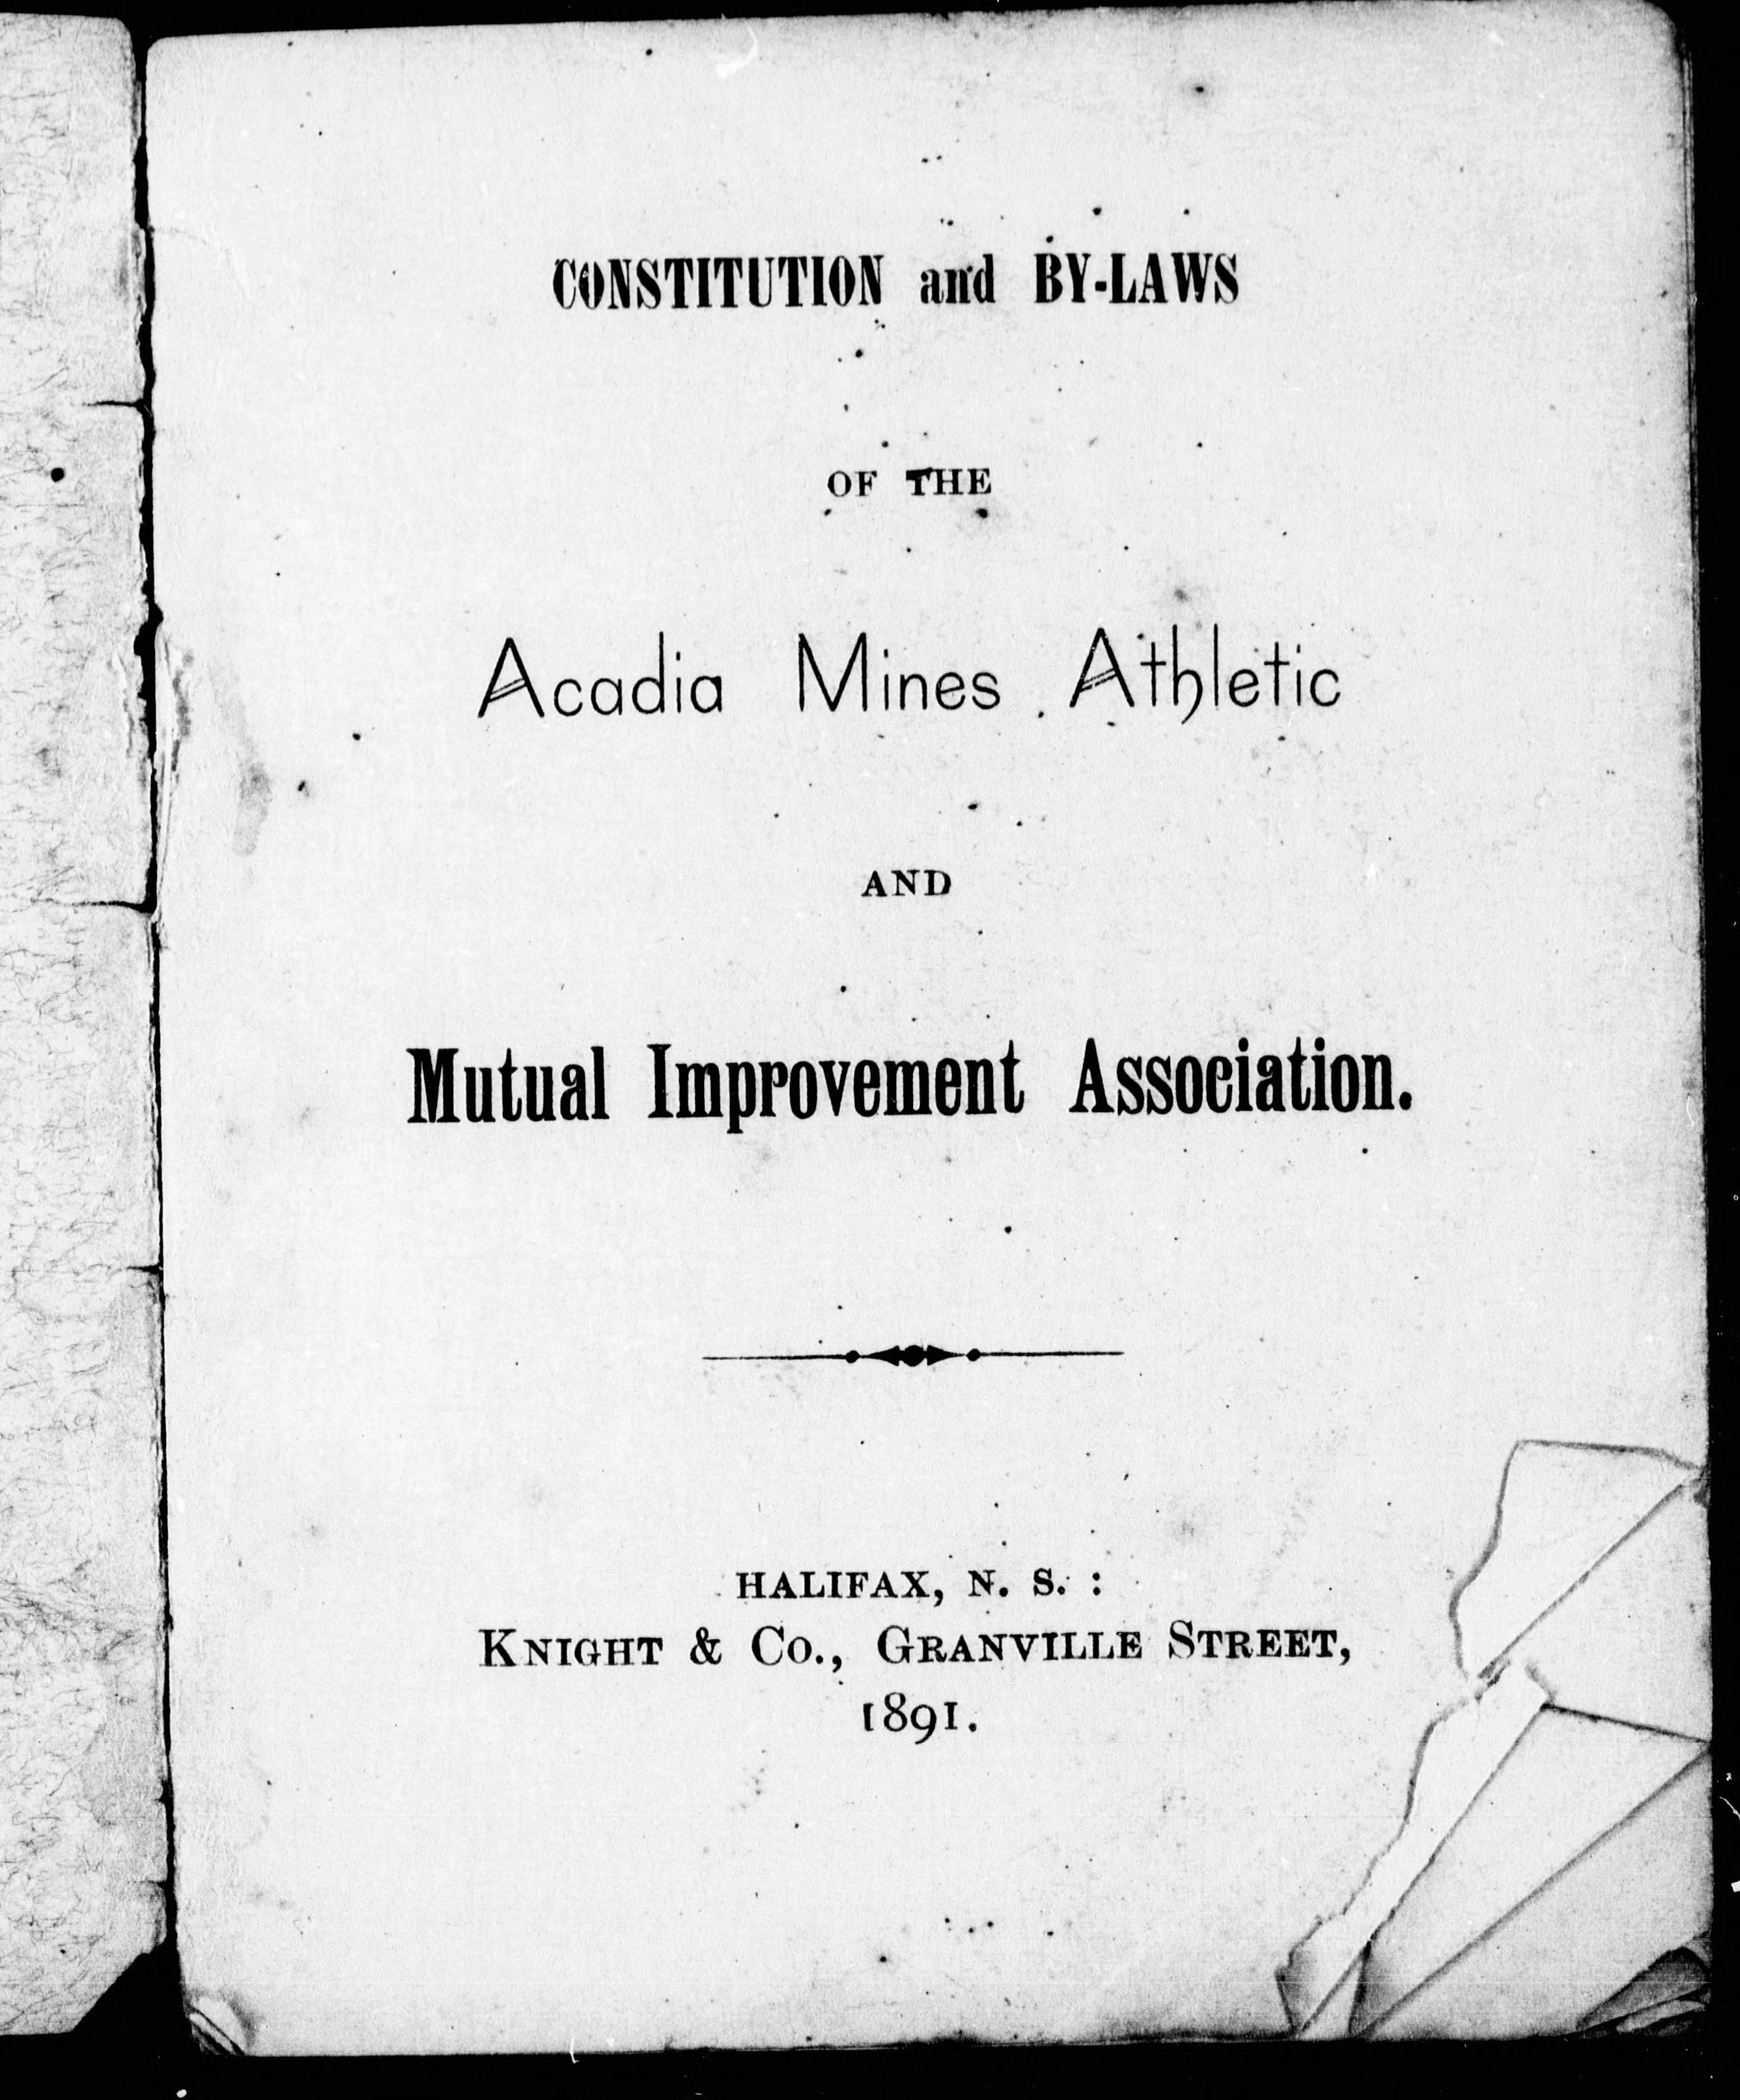 CONSTITUTION and BY-LAWS
OF THE
Acadia Mines Athletic
AND
Mutual Improvement Association.
HALIFAX, N. S. :
KNIGHT & CO., GRANVILLE STREET,
1891.